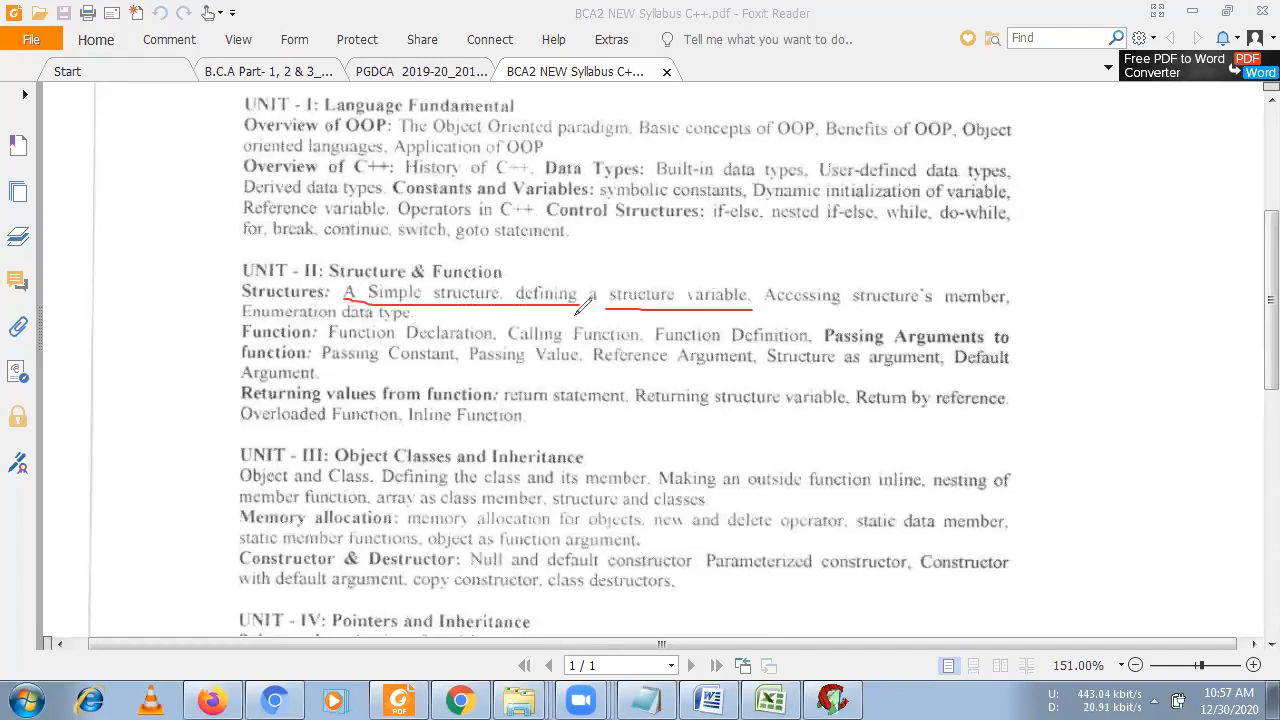 BCA2 NEW Syllabus C++.pdf - Foxit Reader
File Home Comment View Form Protect Share Connect Help Extras Tell me what you want to do.. Find
Start B.C.A Part- 1, 2 & 3_... PGDCA 2019-20_201... BCA2 NEW Syllabus C+... Free PDF to Word PDF
Converter Word
UNIT - I: Language Fundamental
Overview of OOP: The Object Oriented paradigm, Basic concepts of OOP, Benefits of OOP, Object
oriented languages, Application of OOP
Overview of C++: History of C++, Data Types: Built-in data types, User-defined data types,
Derived data types. Constants and Variables: symbolic constants, Dynamic initialization of variable,
Reference variable. Operators in C++. Control Structures: if-else, nested if-else, while, do-while,
for, break, continue, switch, goto statement.
UNIT - II: Structure & Function
Structures: A Simple structure, defining a structure variable, Accessing structure's member,
Enumeration data type.
Function: Function Declaration, Calling Function, Function Definition, Passing Arguments to
function: Passing Constant, Passing Value, Reference Argument, Structure as argument, Default
Argument.
Returning values from function: return statement, Returning structure variable, Return by reference.
Overloaded Function, Inline Function.
UNIT - III: Object Classes and Inheritance
Object and Class, Defining the class and its member, Making an outside function inline, nesting of
member function, array as class member, structure and classes
Memory allocation: memory allocation for objects, new and delete operator, static data member,
static member functions, object as function argument.
Constructor & Destructor: Null and default constructor Parameterized constructor, Constructor
with default argument, copy constructor, class destructors.
UNIT - IV: Pointers and Inheritance
1 / 1 151.00%
U: 443.04 kbit/s 10:57 AM
D: 20.91 kbit/s 12/30/2020